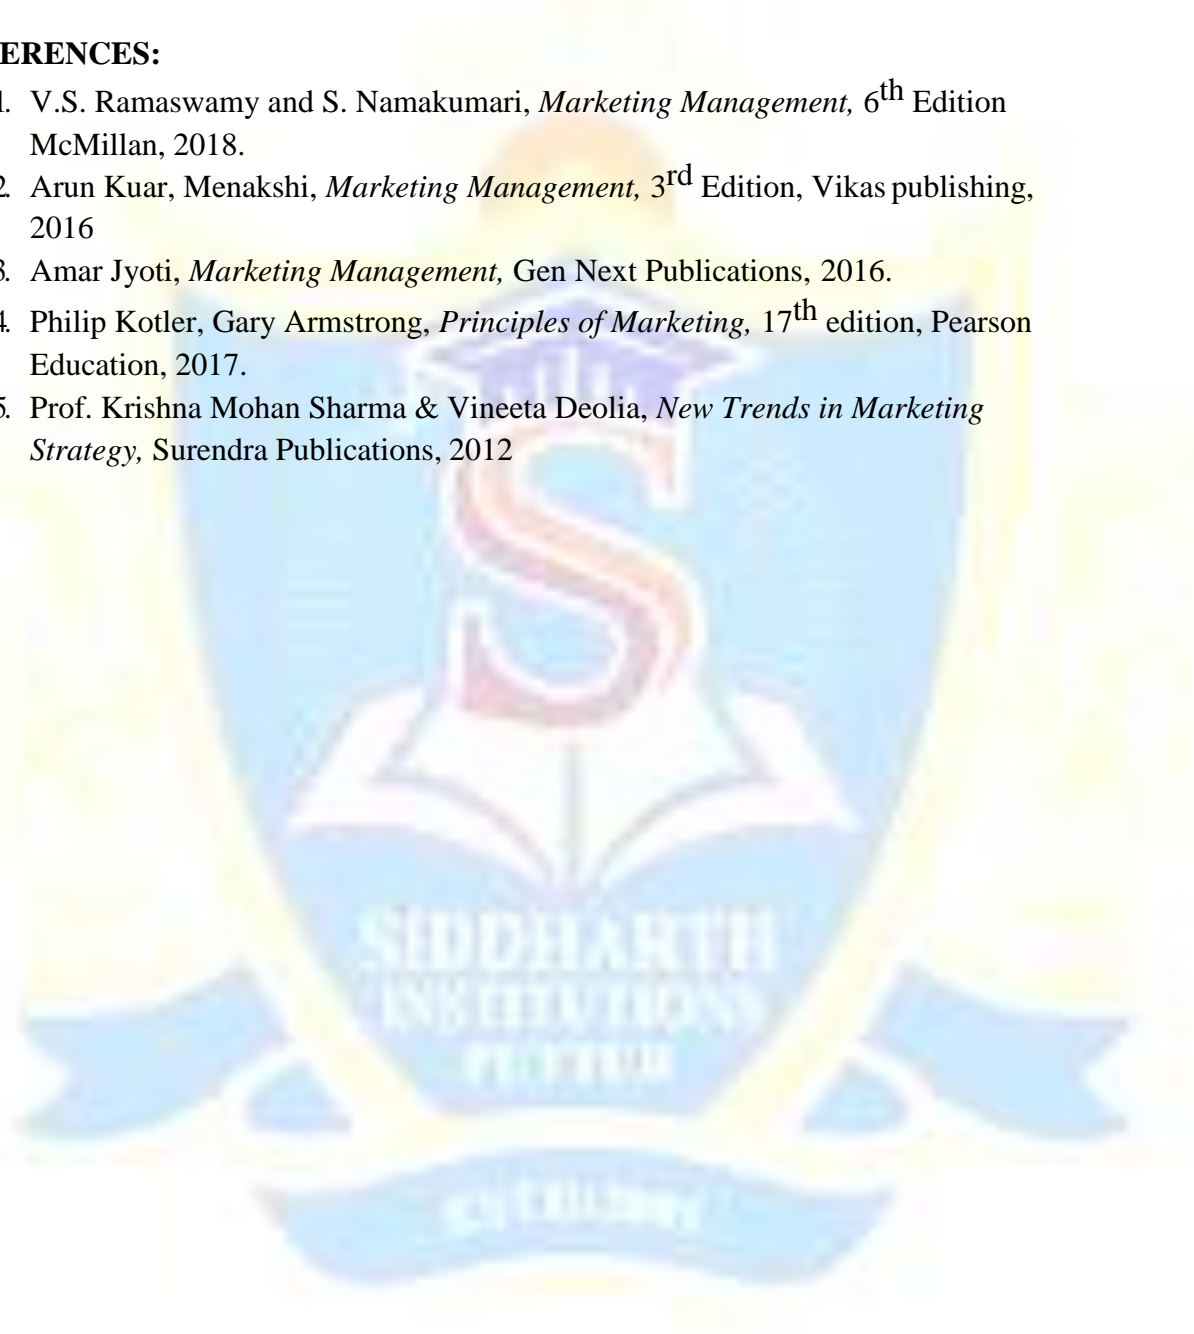 ERENCES:
1. V.S. Ramaswamy and S. Namakumari, Marketing Management, 6th Edition
McMillan, 2018.
2. Arun Kuar, Menakshi, Marketing Management, 3rd Edition, Vikas publishing,
2016
3. Amar Jyoti, Marketing Management, Gen Next Publications, 2016.
4. Philip Kotler, Gary Armstrong, Principles of Marketing, 17th edition, Pearson
Education, 2017.
5. Prof. Krishna Mohan Sharma & Vineeta Deolia, New Trends in Marketing
Strategy, Surendra Publications, 2012
S
SIDDHARTH
INSTITUTIONS
PUTTUR